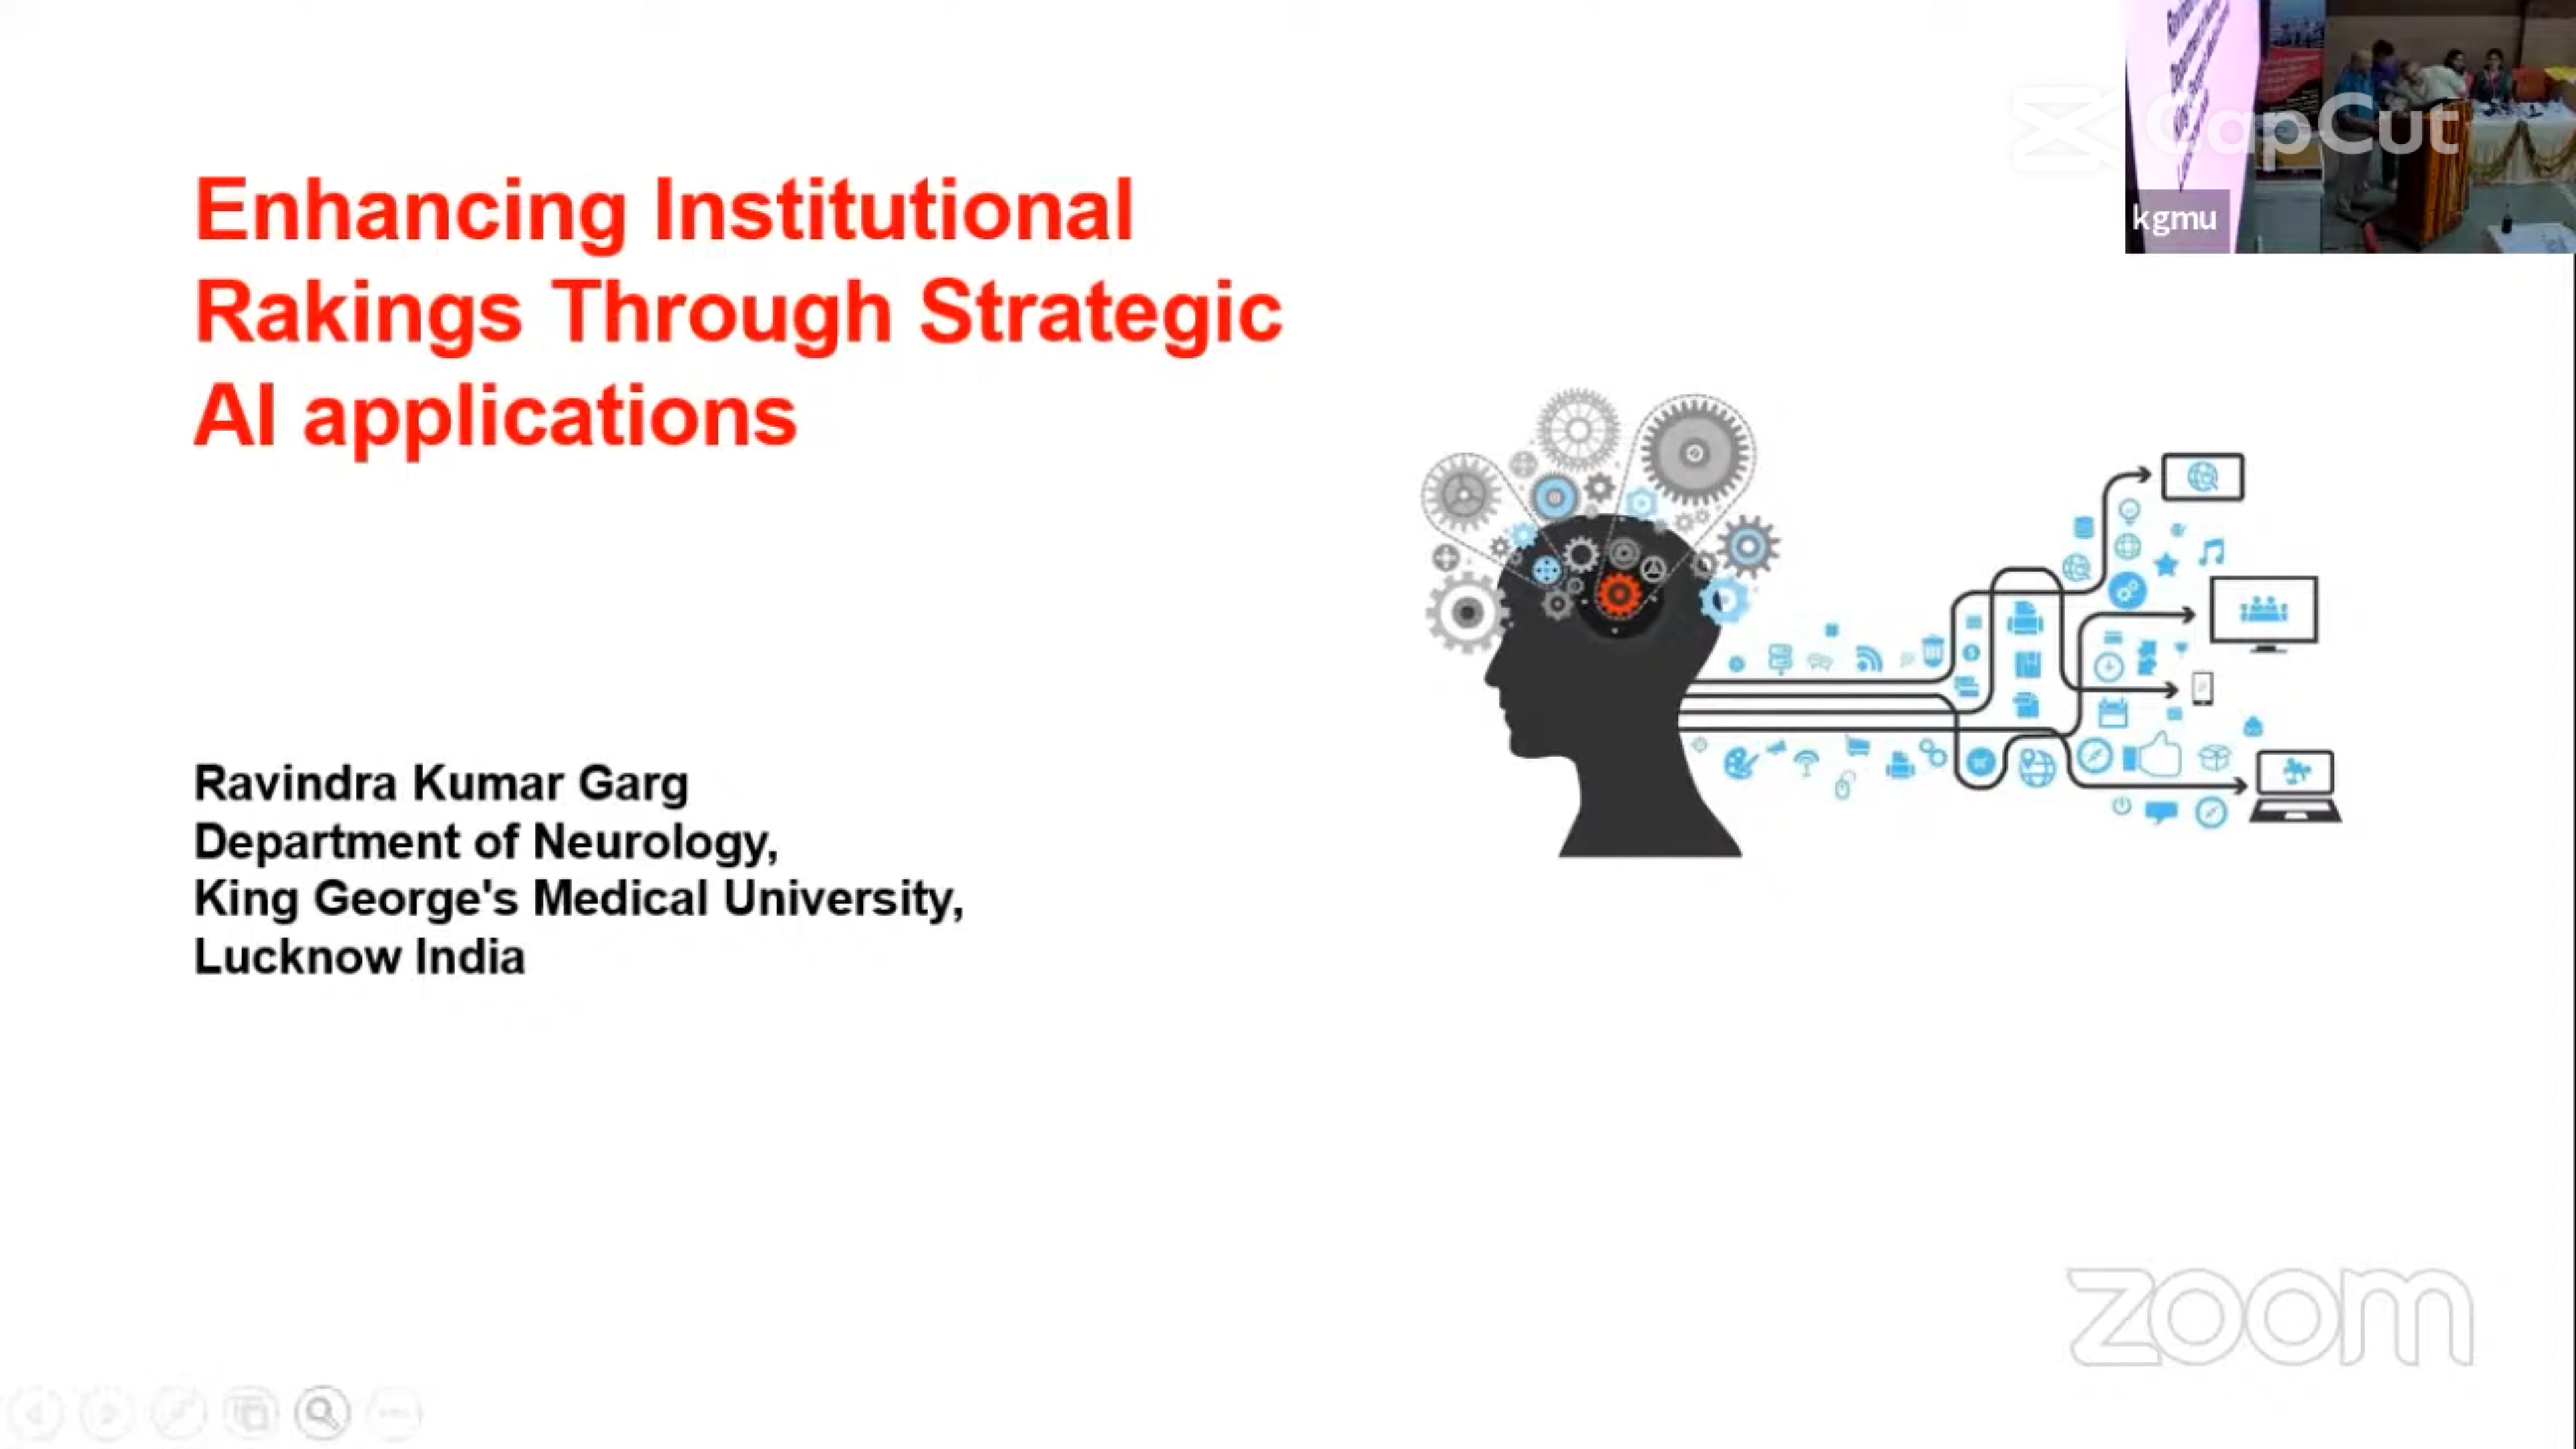 Enhancing Institutional
Rakings Through Strategic
AI applications
CapCut
kgmu
Ravindra Kumar Garg
Department of Neurology,
King George's Medical University,
Lucknow India
zoom